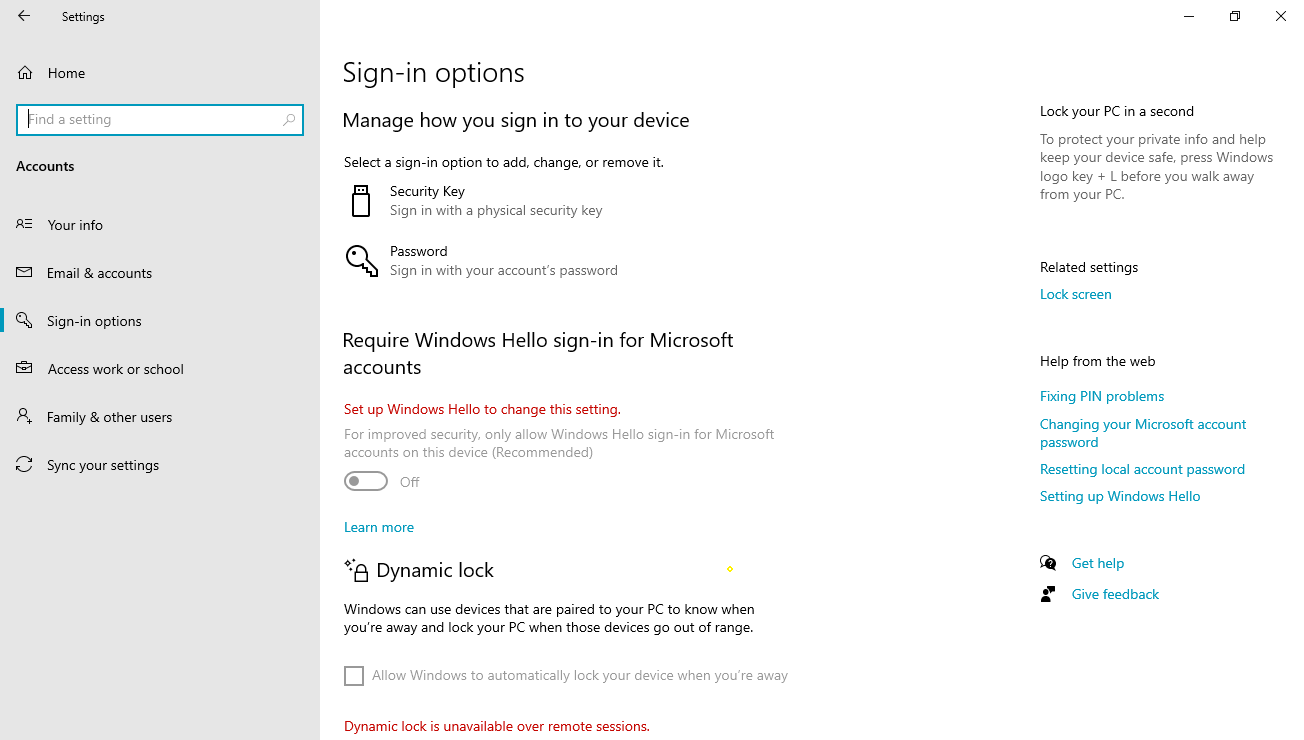 Settings
Home
Find a setting
Accounts
Your info
Email & accounts
Sign-in options
Access work or school
Family & other users
Sync your settings
Sign-in options
Manage how you sign in to your device
Select a sign-in option to add, change, or remove it.
Security Key
Sign in with a physical security key
Password
Sign in with your account's password
Require Windows Hello sign-in for Microsoft
accounts
Set up Windows Hello to change this setting.
For improved security, only allow Windows Hello sign-in for Microsoft
accounts on this device (Recommended)
Off
Learn more
Dynamic lock
Windows can use devices that are paired to your PC to know when
you're away and lock your PC when those devices go out of range.
Allow Windows to automatically lock your device when you're away
Dynamic lock is unavailable over remote sessions.
Lock your PC in a second
To protect your private info and help
keep your device safe, press Windows
logo key + L before you walk away
from your PC.
Related settings
Lock screen
Help from the web
Fixing PIN problems
Changing your Microsoft account
password
Resetting local account password
Setting up Windows Hello
Get help
Give feedback